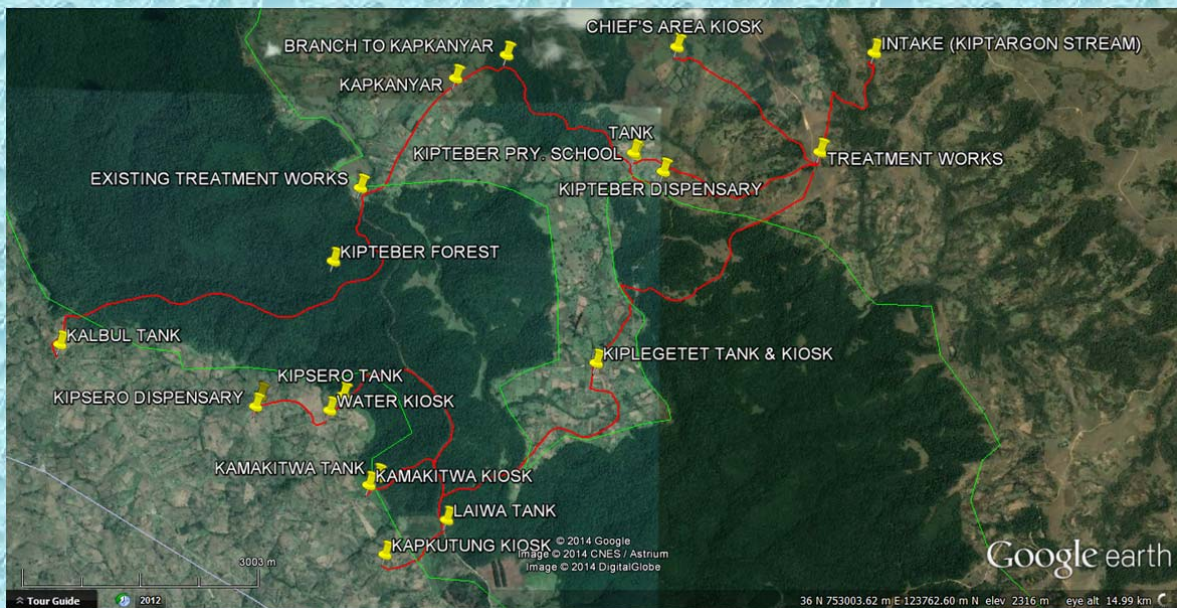 CHIEF'S AREA KIOSK
BRANCH TO KAPKANYAR
INTAKE (KIPTARGON STREAM)
KAPKANYAR
TANK
KIPTEBER PRY. SCHOOL
TREATMENT WORKS
EXISTING TREATMENT WORKS
KIPTEBER DISPENSARY
KIPTEBER FOREST
KALBUL TANK
KIPLEGETET TANK & KIOSK
KIPSERO TANK
KIPSERO DISPENSARY
WATER KIOSK
KAMAKITWA TANK
KAMAKITWA KIOSK
LAIWA TANK
KAPKUTUNG KIOSK
© 2014 Google
Image © 2014 CNES / Astrium
Image © 2014 DigitalGlobe
Google earth
3003 m
Tour Guide
2012
36 N 753003.62 m E 123762.60 m N elev 2316 m eye alt 14.99 km